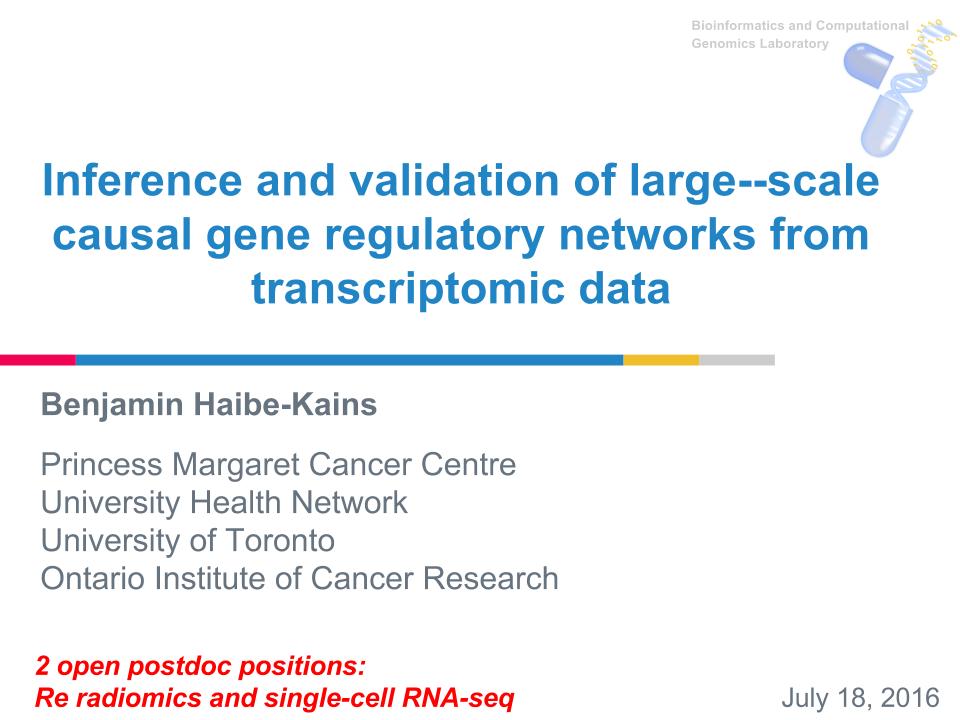 Bioinformatics and Computational
Genomics Laboratory
Inference and validation of large--scale
causal gene regulatory networks from
transcriptomic data
Benjamin Haibe-Kains
Princess Margaret Cancer Centre
University Health Network
University of Toronto
Ontario Institute of Cancer Research
2 open postdoc positions:
Re radiomics and single-cell RNA-seq
July 18, 2016